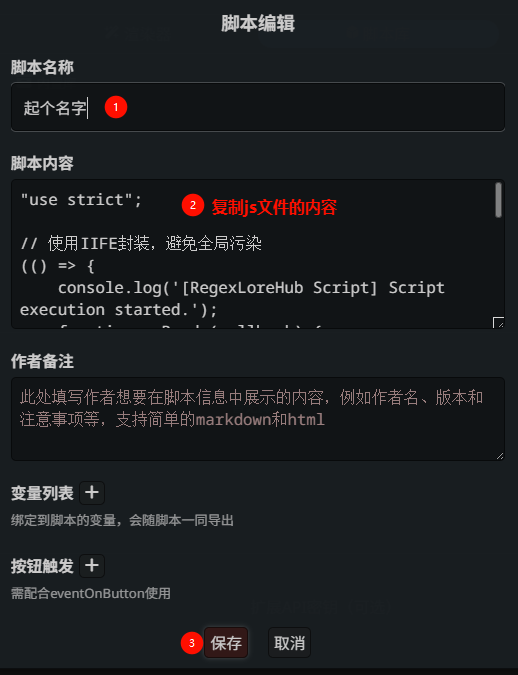 脚本编辑
脚本名称
起个名字
1
脚本内容
"use strict";
2 复制js文件的内容
// 使用IIFE封装，避免全局污染
(() => {
console.log('[RegexLoreHub Script] Script
execution started.');
作者备注
此处填写作者想要在脚本信息中展示的内容，例如作者名、版本和
注意事项等，支持简单的markdown和html
变量列表 +
绑定到脚本的变量，会随脚本一同导出
按钮触发 +
需配合eventOnButton使用
3 保存 取消